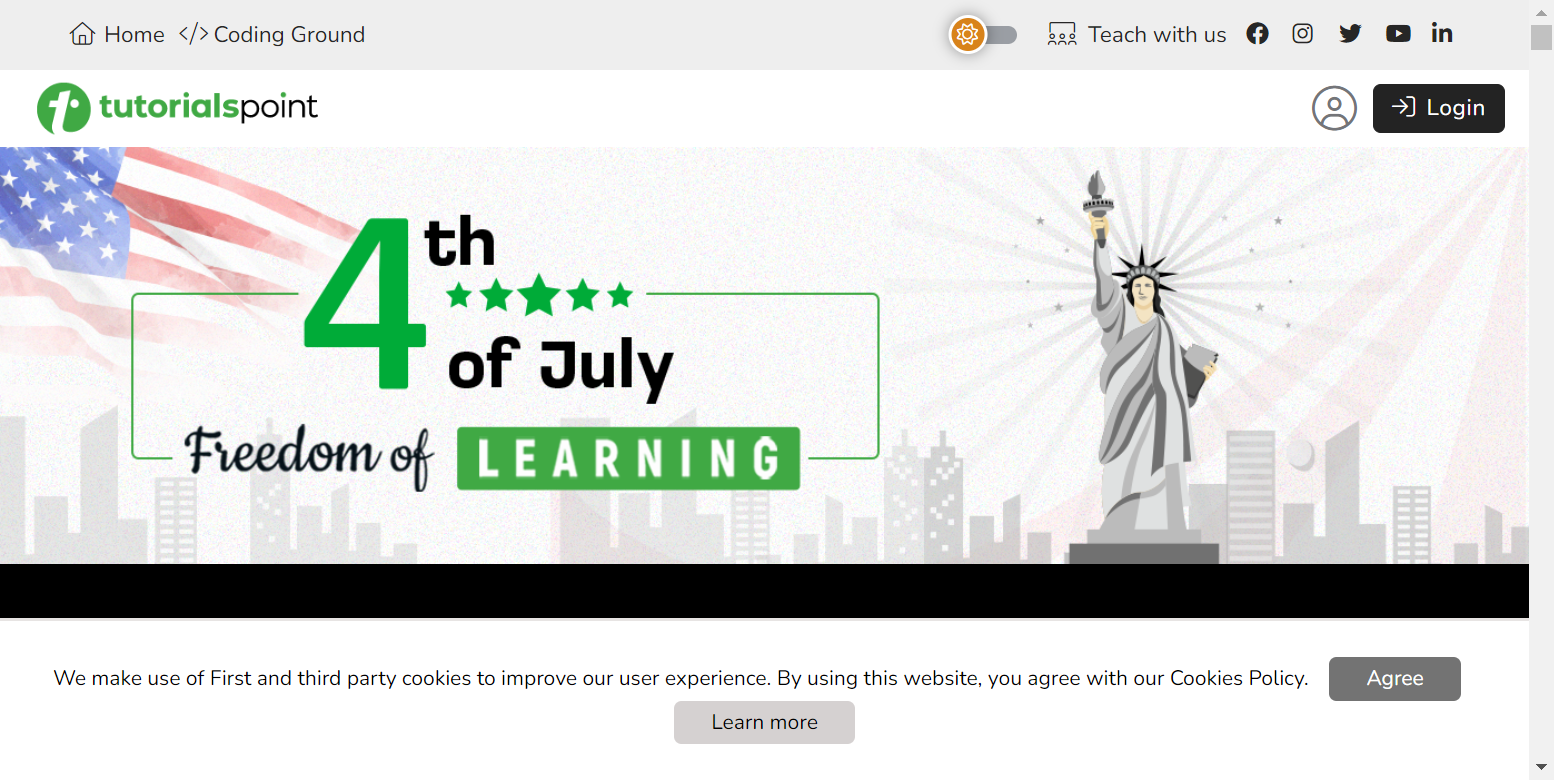 Home </> Coding Ground Teach with us
tutorialspoint Login
4th
of July
Freedom of LEARNING
We make use of First and third party cookies to improve our user experience. By using this website, you agree with our Cookies Policy. Agree
Learn more